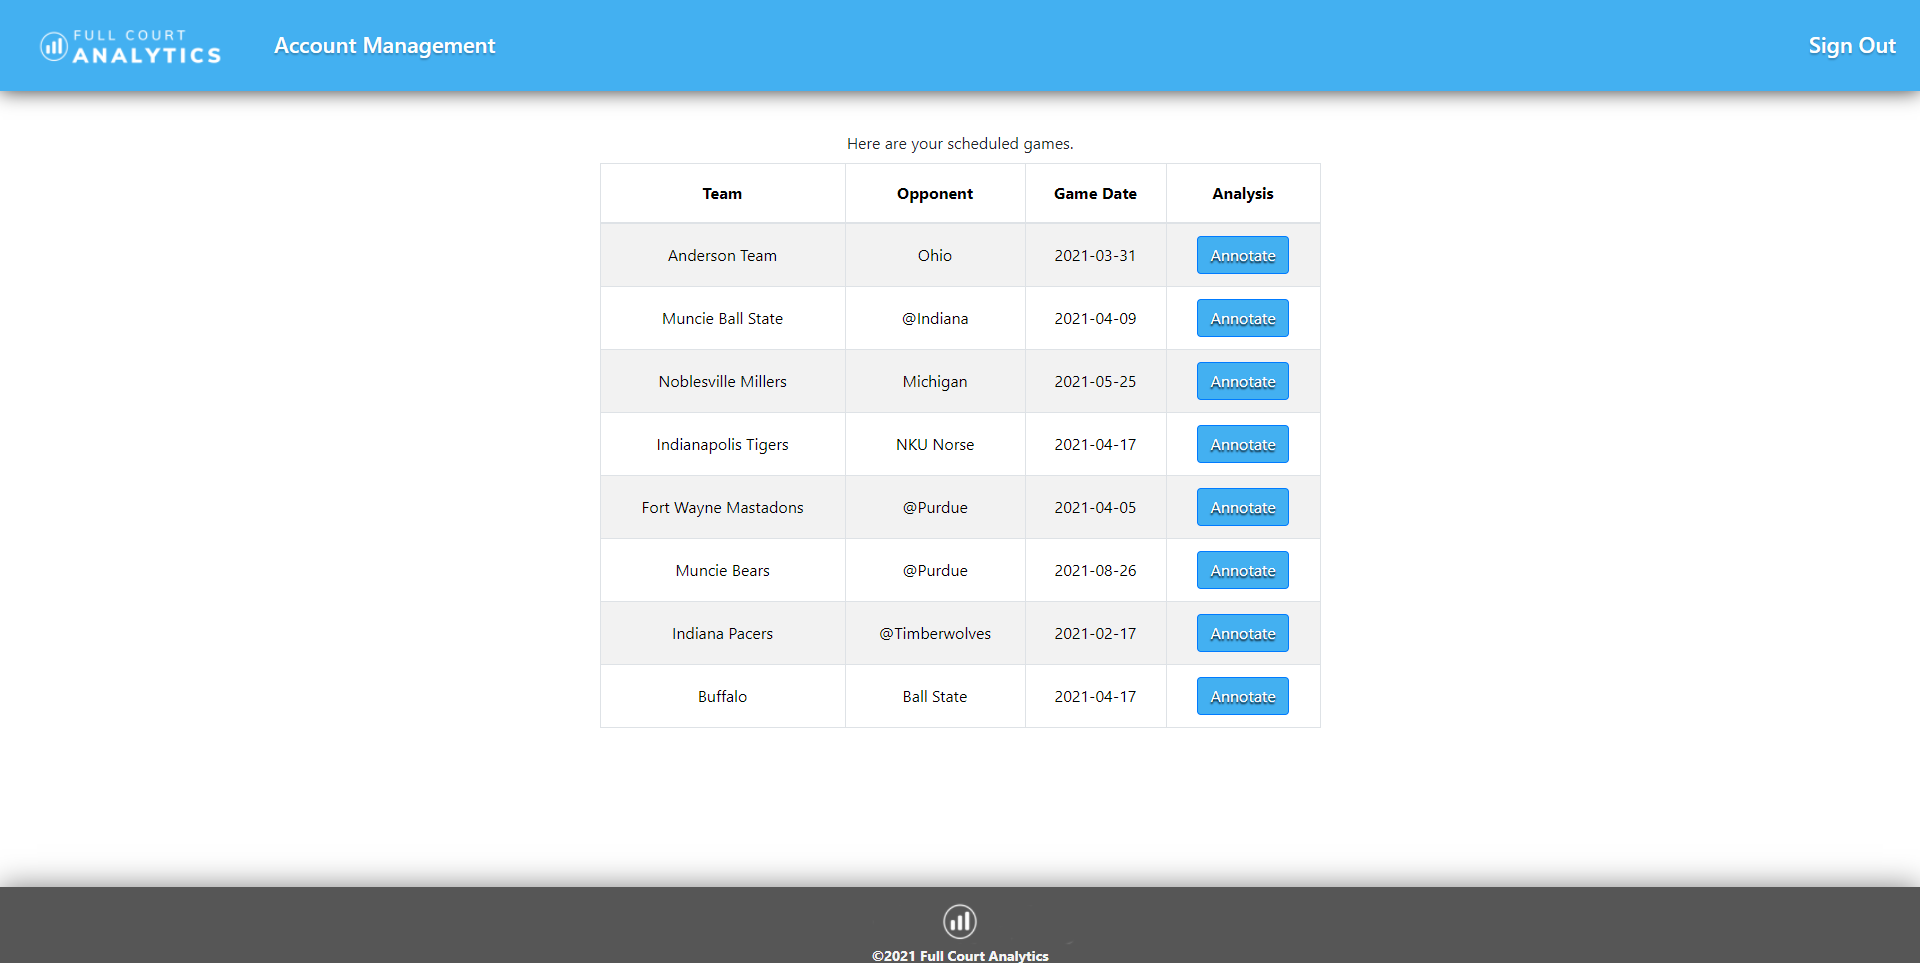 FULL COURT
ANALYTICS
Account Management
Sign Out
Here are your scheduled games.
Team Opponent Game Date Analysis
Anderson Team Ohio 2021-03-31 Annotate
Muncie Ball State @Indiana 2021-04-09 Annotate
Noblesville Millers Michigan 2021-05-25 Annotate
Indianapolis Tigers NKU Norse 2021-04-17 Annotate
Fort Wayne Mastadons @Purdue 2021-04-05 Annotate
Muncie Bears @Purdue 2021-08-26 Annotate
Indiana Pacers @Timberwolves 2021-02-17 Annotate
Buffalo Ball State 2021-04-17 Annotate
©2021 Full Court Analytics